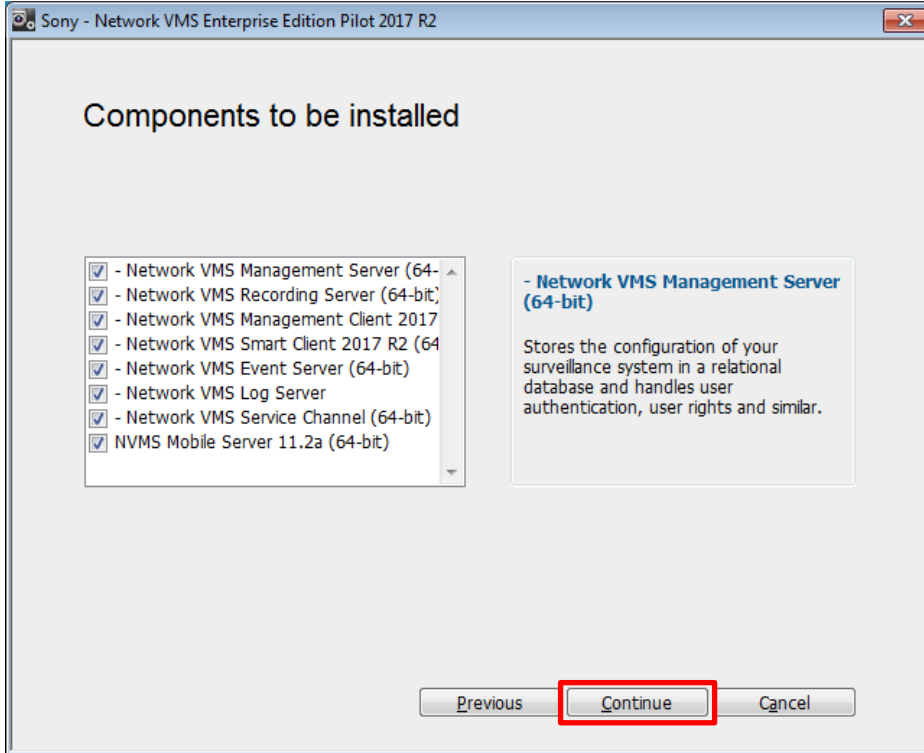 Sony - Network VMS Enterprise Edition Pilot 2017 R2
Components to be installed
- Network VMS Management Server (64-
- Network VMS Recording Server (64-bit)
- Network VMS Management Client 2017
- Network VMS Smart Client 2017 R2 (64
- Network VMS Event Server (64-bit)
- Network VMS Log Server
- Network VMS Service Channel (64-bit)
NVMS Mobile Server 11.2a (64-bit)
- Network VMS Management Server
(64-bit)
Stores the configuration of your
surveillance system in a relational
database and handles user
authentication, user rights and similar.
Previous Continue Cancel